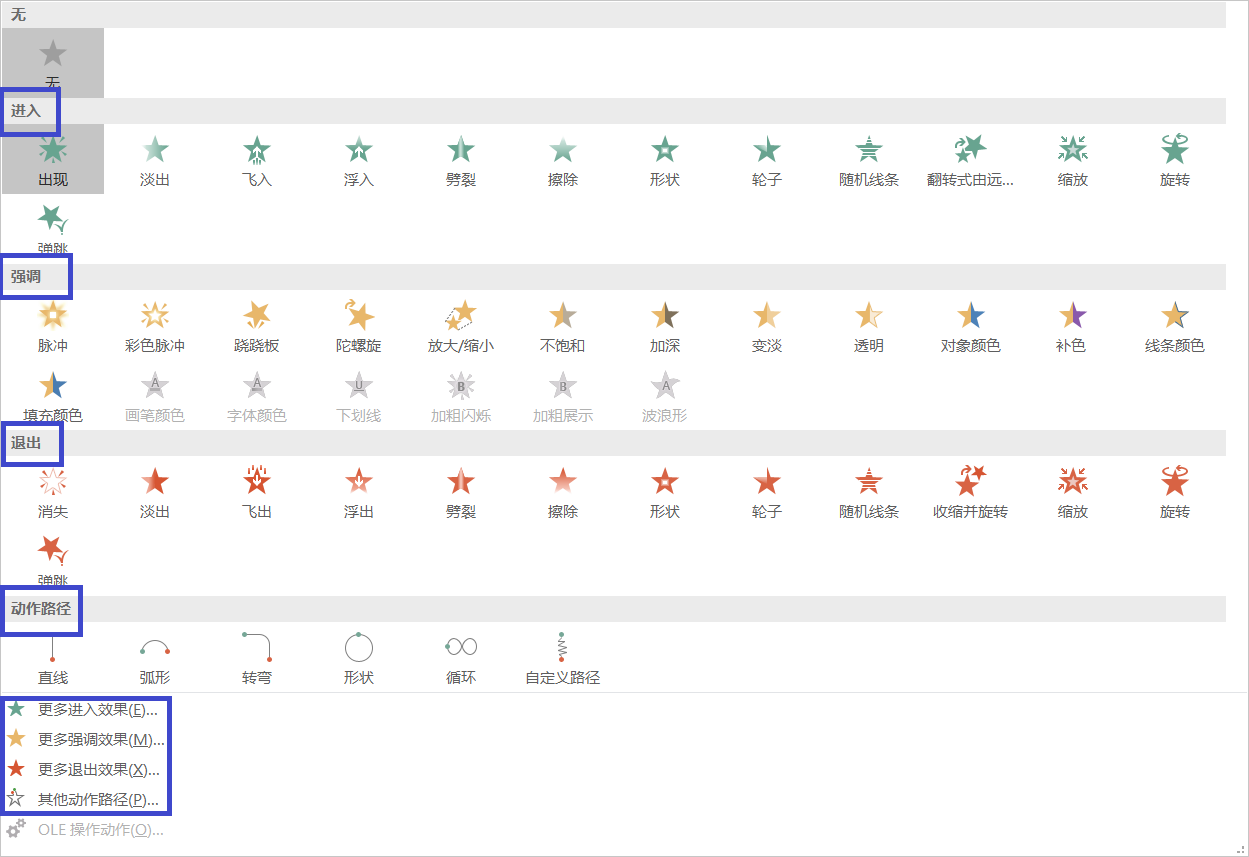 无
无
进入
出现 淡出 飞入 浮入 劈裂 擦除 形状 轮子 随机线条 翻转式由远... 缩放 旋转
弹跳
强调
脉冲 彩色脉冲 跷跷板 陀螺旋 放大/缩小 不饱和 加深 变淡 透明 对象颜色 补色 线条颜色
填充颜色 画笔颜色 字体颜色 下划线 加粗闪烁 加粗展示 波浪形
退出
消失 淡出 飞出 浮出 劈裂 擦除 形状 轮子 随机线条 收缩并旋转 缩放 旋转
弹跳
动作路径
直线 弧形 转弯 形状 循环 自定义路径
更多进入效果(E)...
更多强调效果(M)...
更多退出效果(X)...
其他动作路径(P)...
OLE 操作动作(O)...